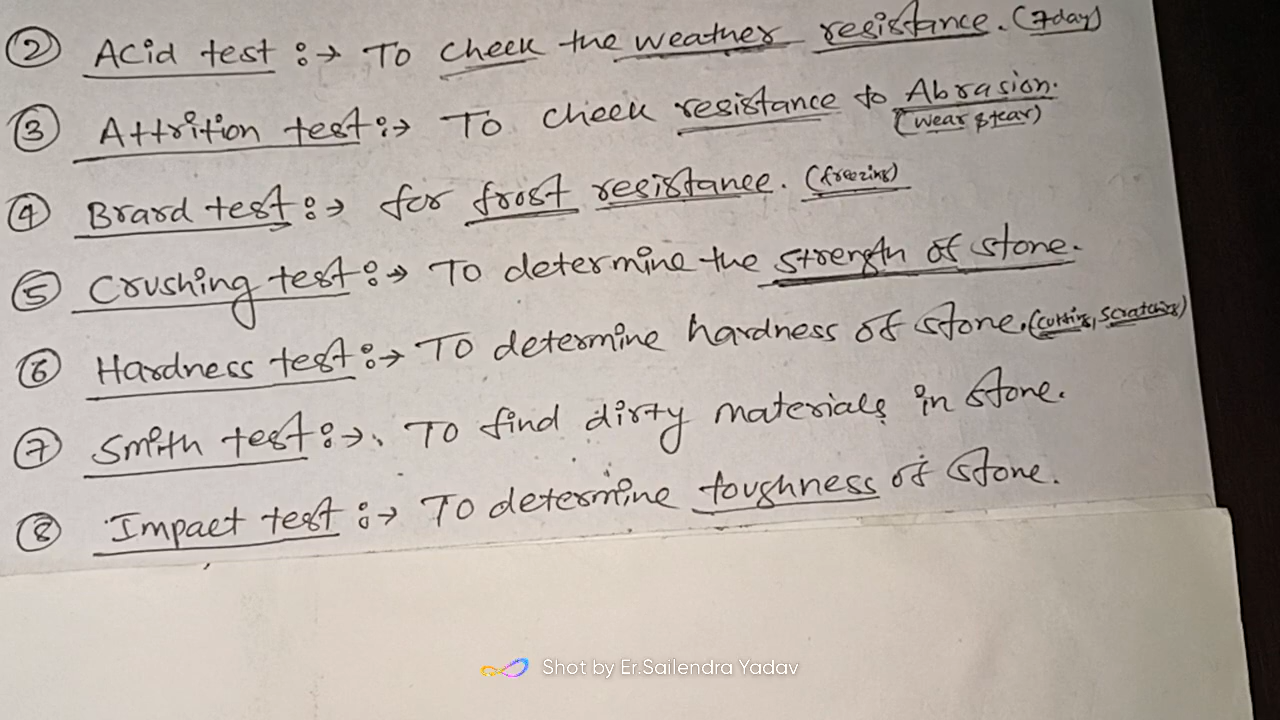 ② Acid test :→ To check the weather resistance. (7day)
③ Attrition test :→ To check resistance to Abrasion.
(wear & tear)
④ Brard test :→ for frost resistance. (freezing)
⑤ Crushing test :→ To determine the strength of stone.
⑥ Hardness test :→ To determine hardness of stone. (cutting, scratching)
⑦ Smith test :→ To find dirty materials in stone.
⑧ Impact test :→ To determine toughness of stone.
Shot by Er.Sailendra Yadav